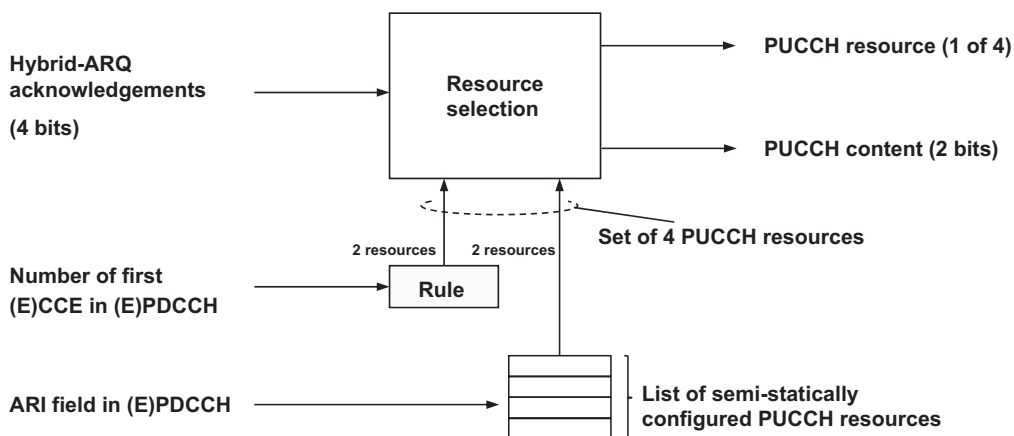 Hybrid-ARQ
acknowledgements
(4 bits)
Resource
selection
PUCCH resource (1 of 4)
PUCCH content (2 bits)
Set of 4 PUCCH resources
2 resources
2 resources
Number of first
(E)CCE in (E)PDCCH
Rule
ARI field in (E)PDCCH
List of semi-statically
configured PUCCH resources